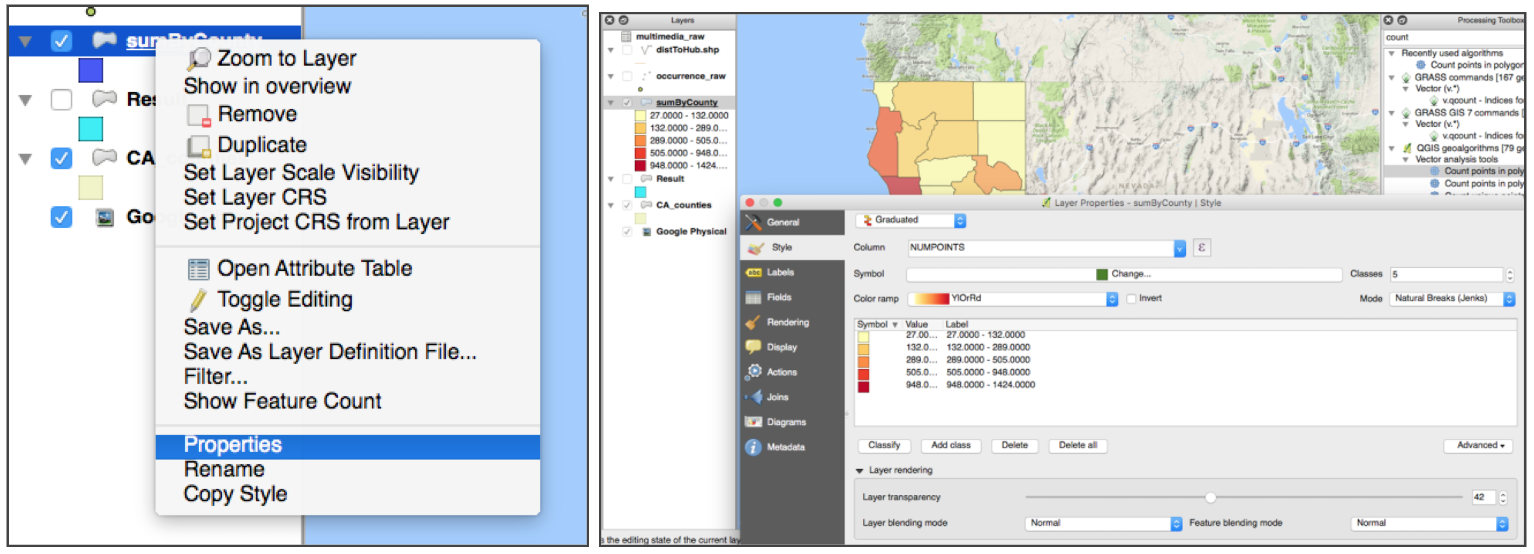 sumByCounty
Zoom to Layer
Show in overview
Remove
Duplicate
Set Layer Scale Visibility
Set Layer CRS
Set Project CRS from Layer
Open Attribute Table
Toggle Editing
Save As...
Save As Layer Definition File...
Filter...
Show Feature Count
Properties
Rename
Copy Style
Res
CA
Goo
Layers
multimedia_raw
distToHub.shp
occurrence_raw
sumByCounty
27.0000 - 132.0000
132.0000 - 289.0...
289.0000 - 505.0...
505.0000 - 948.0...
948.0000 - 1424....
Result
CA_counties
Google Physical
NEVADA
Processing Toolbox
count
Recently used algorithms
Count points in polygon
GRASS commands [167 ge
Vector (v.*)
v.qcount - Indices fo
GRASS GIS 7 commands [
Vector (v.*)
v.qcount - Indices fo
QGIS geoalgorithms [79 ge
Vector analysis tools
Count points in poly
Count points in poly
Layer Properties - sumByCounty | Style
General
Style
Labels
Fields
Rendering
Display
Actions
Joins
Diagrams
Metadata
Graduated
Column NUMPOINTS ε
Symbol Change... Classes 5
Color ramp YlOrRd Invert Mode Natural Breaks (Jenks)
Symbol Value Label
27.00... 27.0000 - 132.0000
132.0... 132.0000 - 289.0000
289.0... 289.0000 - 505.0000
505.0... 505.0000 - 948.0000
948.0... 948.0000 - 1424.0000
Classify Add class Delete Delete all Advanced
Layer rendering
Layer transparency 42
Layer blending mode Normal Feature blending mode Normal
s the editing state of the current lay